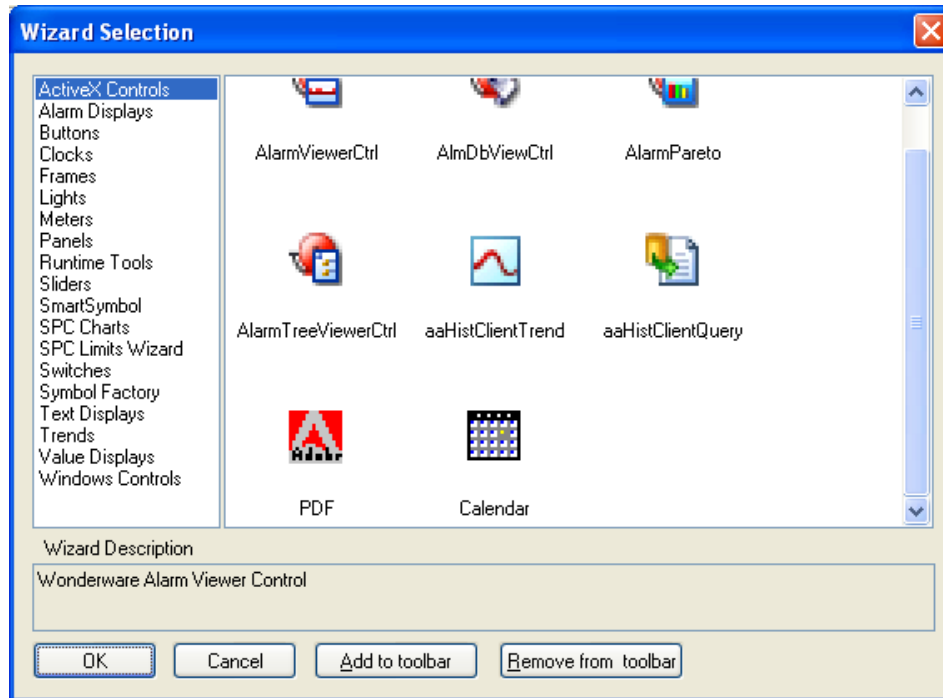 Wizard Selection
ActiveX Controls
Alarm Displays
Buttons
Clocks
Frames
Lights
Meters
Panels
Runtime Tools
Sliders
SmartSymbol
SPC Charts
SPC Limits Wizard
Switches
Symbol Factory
Text Displays
Trends
Value Displays
Windows Controls
AlarmViewerCtrl AlmDbViewCtrl AlarmPareto
AlarmTreeViewerCtrl aaHistClientTrend aaHistClientQuery
Adobe
PDF Calendar
Wizard Description
Wonderware Alarm Viewer Control
OK Cancel Add to toolbar Remove from toolbar